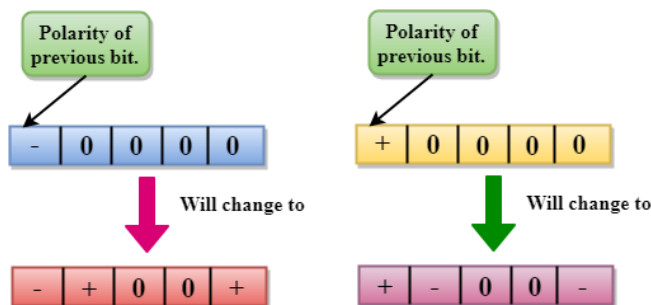 Polarity of
previous bit.
- 0 0 0 0
Will change to
- + 0 0 +
Polarity of
previous bit.
+ 0 0 0 0
Will change to
+ - 0 0 -